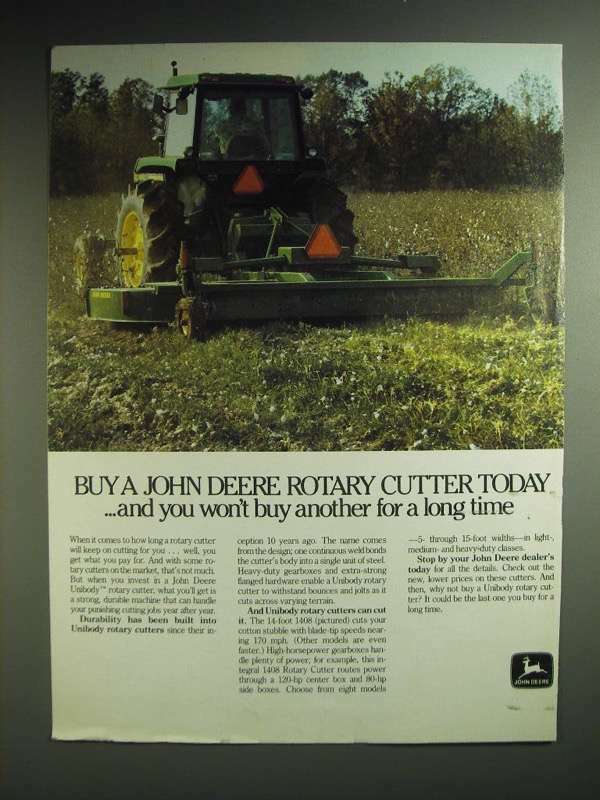 BUY A JOHN DEERE ROTARY CUTTER TODAY
...and you won't buy another for a long time
When it comes to how long a rotary cutter
will keep on cutting for you . . . well, you
get what you pay for. And with some ro-
tary cutters on the market, that's not much.
But when you invest in a John Deere
Unibody™ rotary cutter, what you'll get is
a strong, durable machine that can handle
your punishing cutting jobs year after year.
Durability has been built into
Unibody rotary cutters since their in-
ception 10 years ago. The name comes
from the design; one continuous weld bonds
the cutter's body into a single unit of steel.
Heavy-duty gearboxes and extra-strong
flanged hardware enable a Unibody rotary
cutter to withstand bounces and jolts as it
cuts across varying terrain.
And Unibody rotary cutters can cut
it. The 14-foot 1408 (pictured) cuts your
cotton stubble with blade-tip speeds near-
ing 170 mph. (Other models are even
faster.) High-horsepower gearboxes han-
dle plenty of power; for example, this in-
tegral 1408 Rotary Cutter routes power
through a 120-hp center box and 80-hp
side boxes. Choose from eight models
—5- through 15-foot widths—in light-,
medium- and heavy-duty classes.
Stop by your John Deere dealer's
today for all the details. Check out the
new, lower prices on these cutters. And
then, why not buy a Unibody rotary cut-
ter? It could be the last one you buy for a
long time.
JOHN DEERE